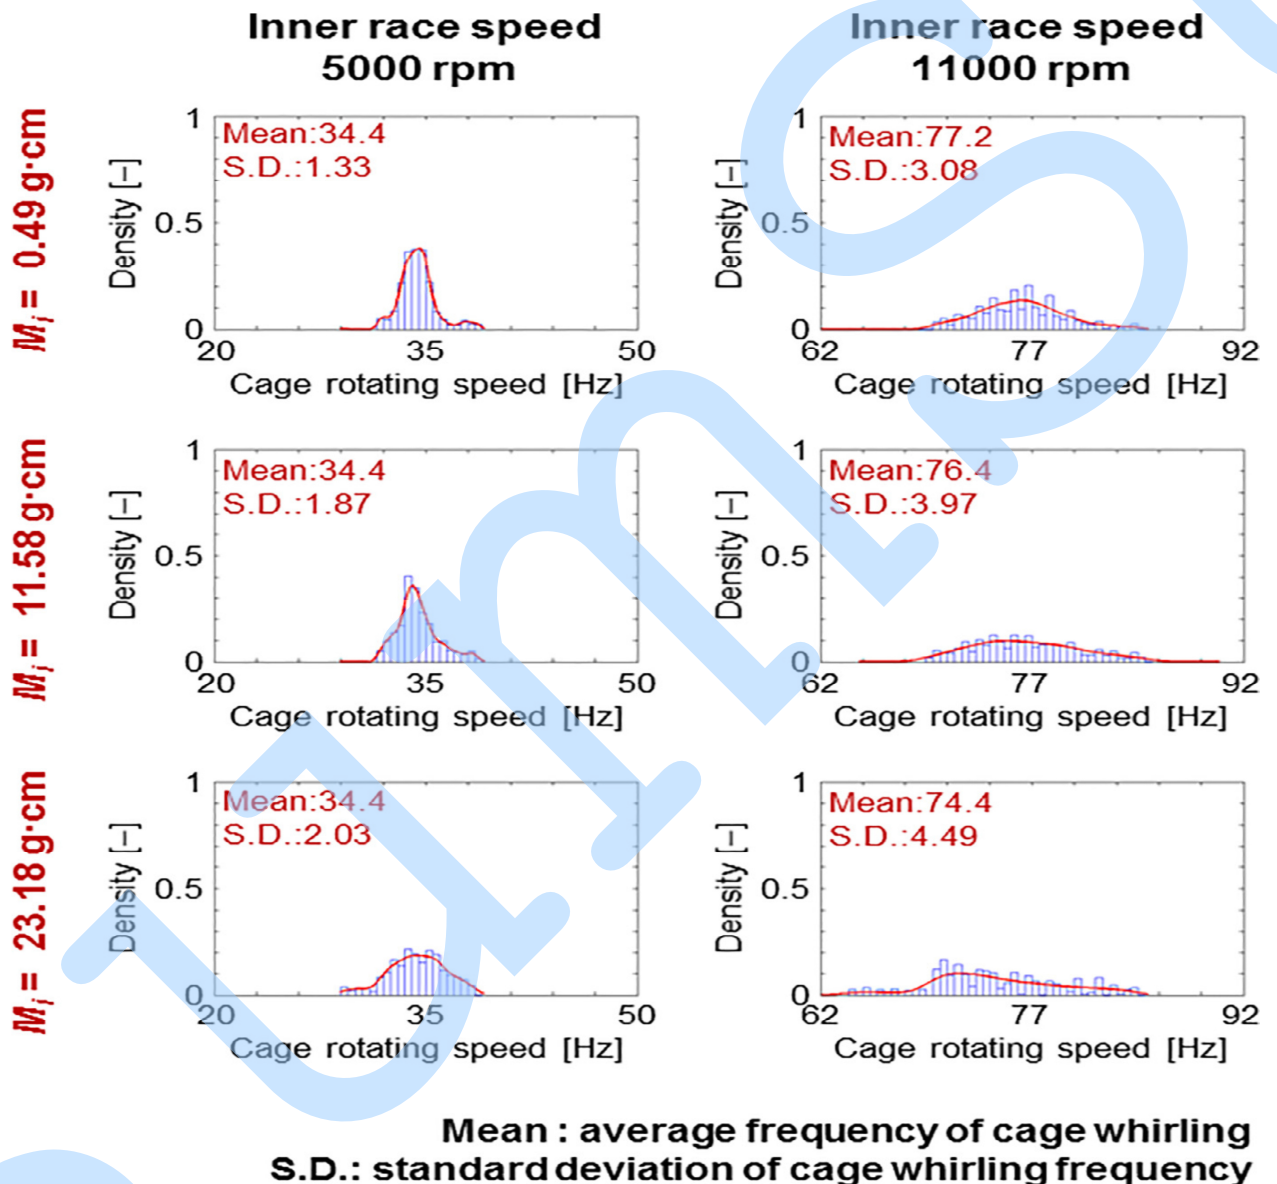 Inner race speed
5000 rpm
Inner race speed
11000 rpm
Mi = 0.49 g·cm
1
Mean:34.4
S.D.:1.33
Density [–]
0.5
0
20
35
50
Cage rotating speed [Hz]
1
Mean:77.2
S.D.:3.08
Density [–]
0.5
0
62
77
92
Cage rotating speed [Hz]
Mi = 11.58 g·cm
1
Mean:34.4
S.D.:1.87
Density [–]
0.5
0
20
35
50
Cage rotating speed [Hz]
1
Mean:76.4
S.D.:3.97
Density [–]
0.5
0
62
77
92
Cage rotating speed [Hz]
Mi = 23.18 g·cm
1
Mean:34.4
S.D.:2.03
Density [–]
0.5
0
20
35
50
Cage rotating speed [Hz]
1
Mean:74.4
S.D.:4.49
Density [–]
0.5
0
62
77
92
Cage rotating speed [Hz]
Mean : average frequency of cage whirling
S.D.: standard deviation of cage whirling frequency